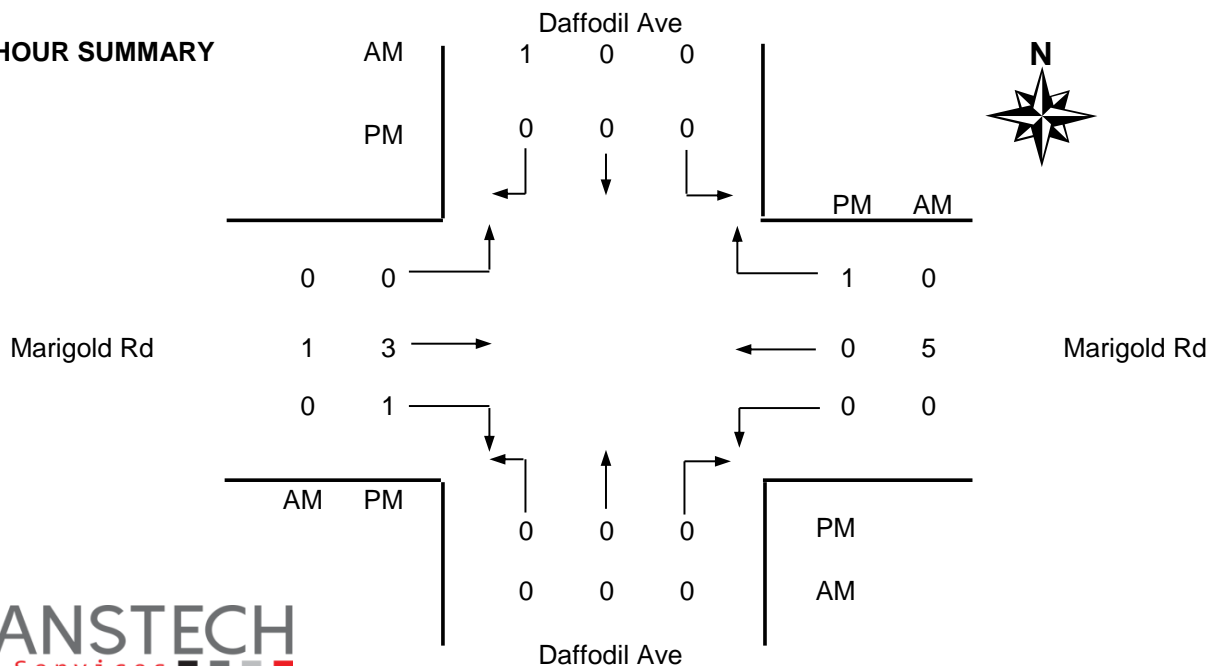 Daffodil Ave
HOUR SUMMARY AM 1 0 0 N
PM 0 0 0
PM AM
0 0 1 0
Marigold Rd 1 3 0 5 Marigold Rd
0 1 0 0
AM PM
0 0 0 PM
0 0 0 AM
ANSTECH
Services
Daffodil Ave